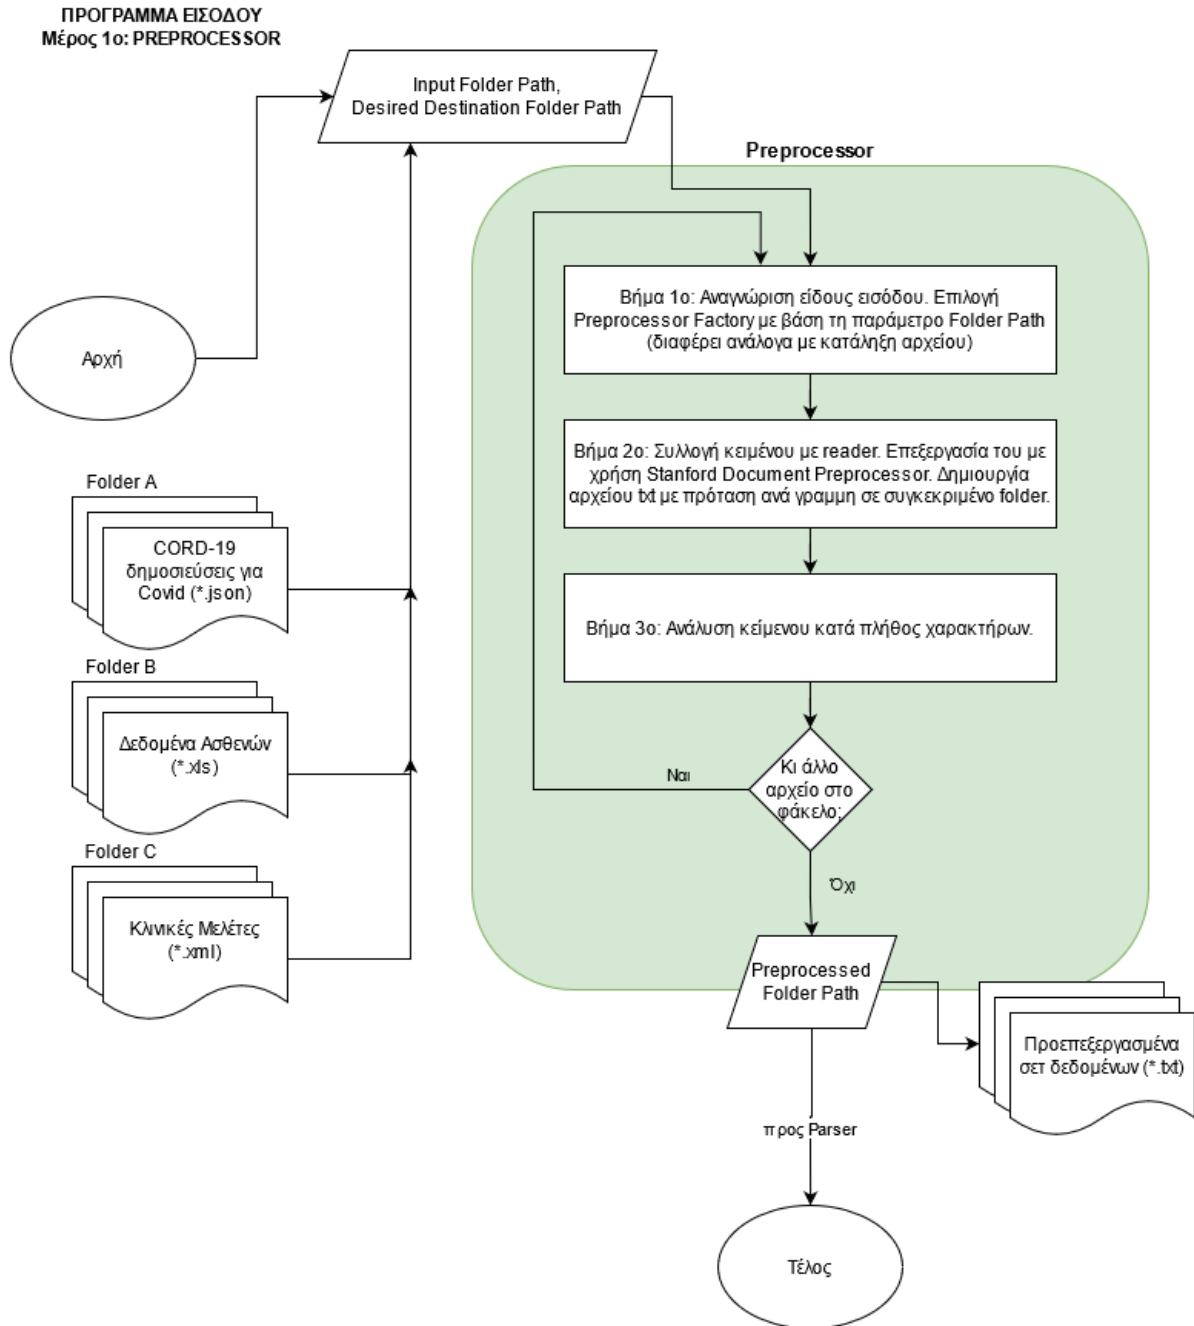 ΠΡΟΓΡΑΜΜΑ ΕΙΣΟΔΟΥ
Μέρος 1ο: PREPROCESSOR
Input Folder Path,
Desired Destination Folder Path
Preprocessor
Βήμα 1ο: Αναγνώριση είδους εισόδου. Επιλογή
Preprocessor Factory με βάση τη παράμετρο Folder Path
(διαφέρει ανάλογα με κατάληξη αρχείου)
Αρχή
Βήμα 2ο: Συλλογή κειμένου με reader. Επεξεργασία του με
χρήση Stanford Document Preprocessor. Δημιουργία
αρχείου txt με πρόταση ανά γραμμη σε συγκεκριμένο folder.
Folder A
CORD-19
δημοσιεύσεις για
Covid (*.json)
Βήμα 3ο: Ανάλυση κείμενου κατά πλήθος χαρακτήρων.
Folder B
Δεδομένα Ασθενών
(*.xls)
Ναι
Κι άλλο
αρχείο στο
φάκελο;
Folder C
Κλινικές Μελέτες
(*.xml)
Όχι
Preprocessed
Folder Path
Προεπεξεργασμένα
σετ δεδομένων (*.txt)
προς Parser
Τέλος